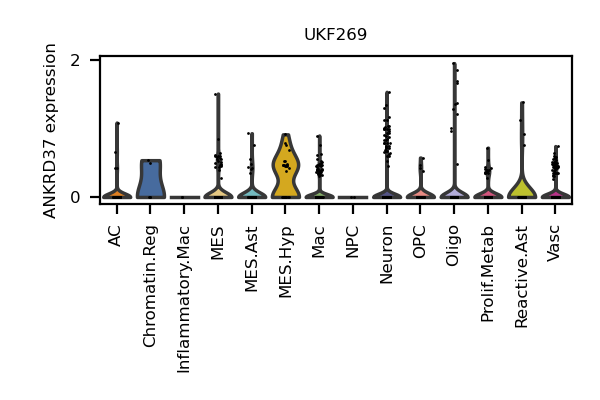 UKF269
ANKRD37 expression
2
0
AC
Chromatin.Reg
Inflammatory.Mac
MES
MES.Ast
MES.Hyp
Mac
NPC
Neuron
OPC
Oligo
Prolif.Metab
Reactive.Ast
Vasc